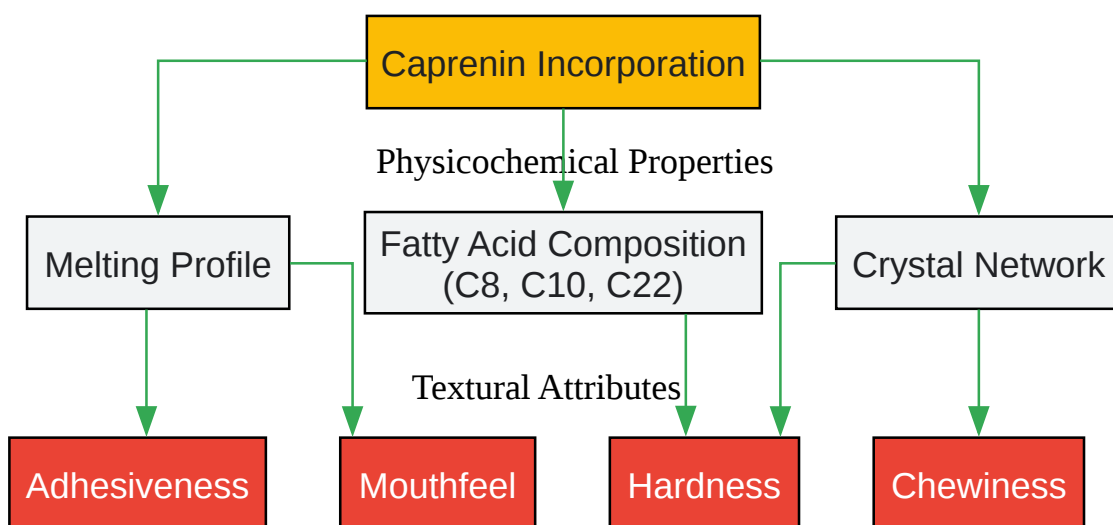 Caprenin Incorporation
Physicochemical Properties
Melting Profile
Fatty Acid Composition
(C8, C10, C22)
Crystal Network
Textural Attributes
Adhesiveness
Mouthfeel
Hardness
Chewiness